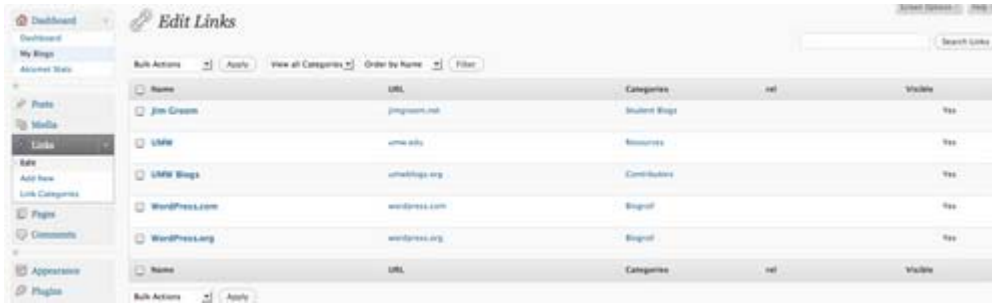 Dashboard
Dashboard
My Blogs
Akismet Stats
Posts
Media
Links
Edit
Add New
Link Categories
Pages
Comments
Appearance
Plugins
Screen Options Help
Edit Links
Search Links
Bulk Actions Apply View all Categories Order by Name Filter
Name URL Categories rel Visible
Jim Groom jimgroom.net Student Blogs Yes
UMW umw.edu Resources Yes
UMW Blogs umwblogs.org Contributors Yes
WordPress.com wordpress.com Blogroll Yes
WordPress.org wordpress.org Blogroll Yes
Name URL Categories rel Visible
Bulk Actions Apply